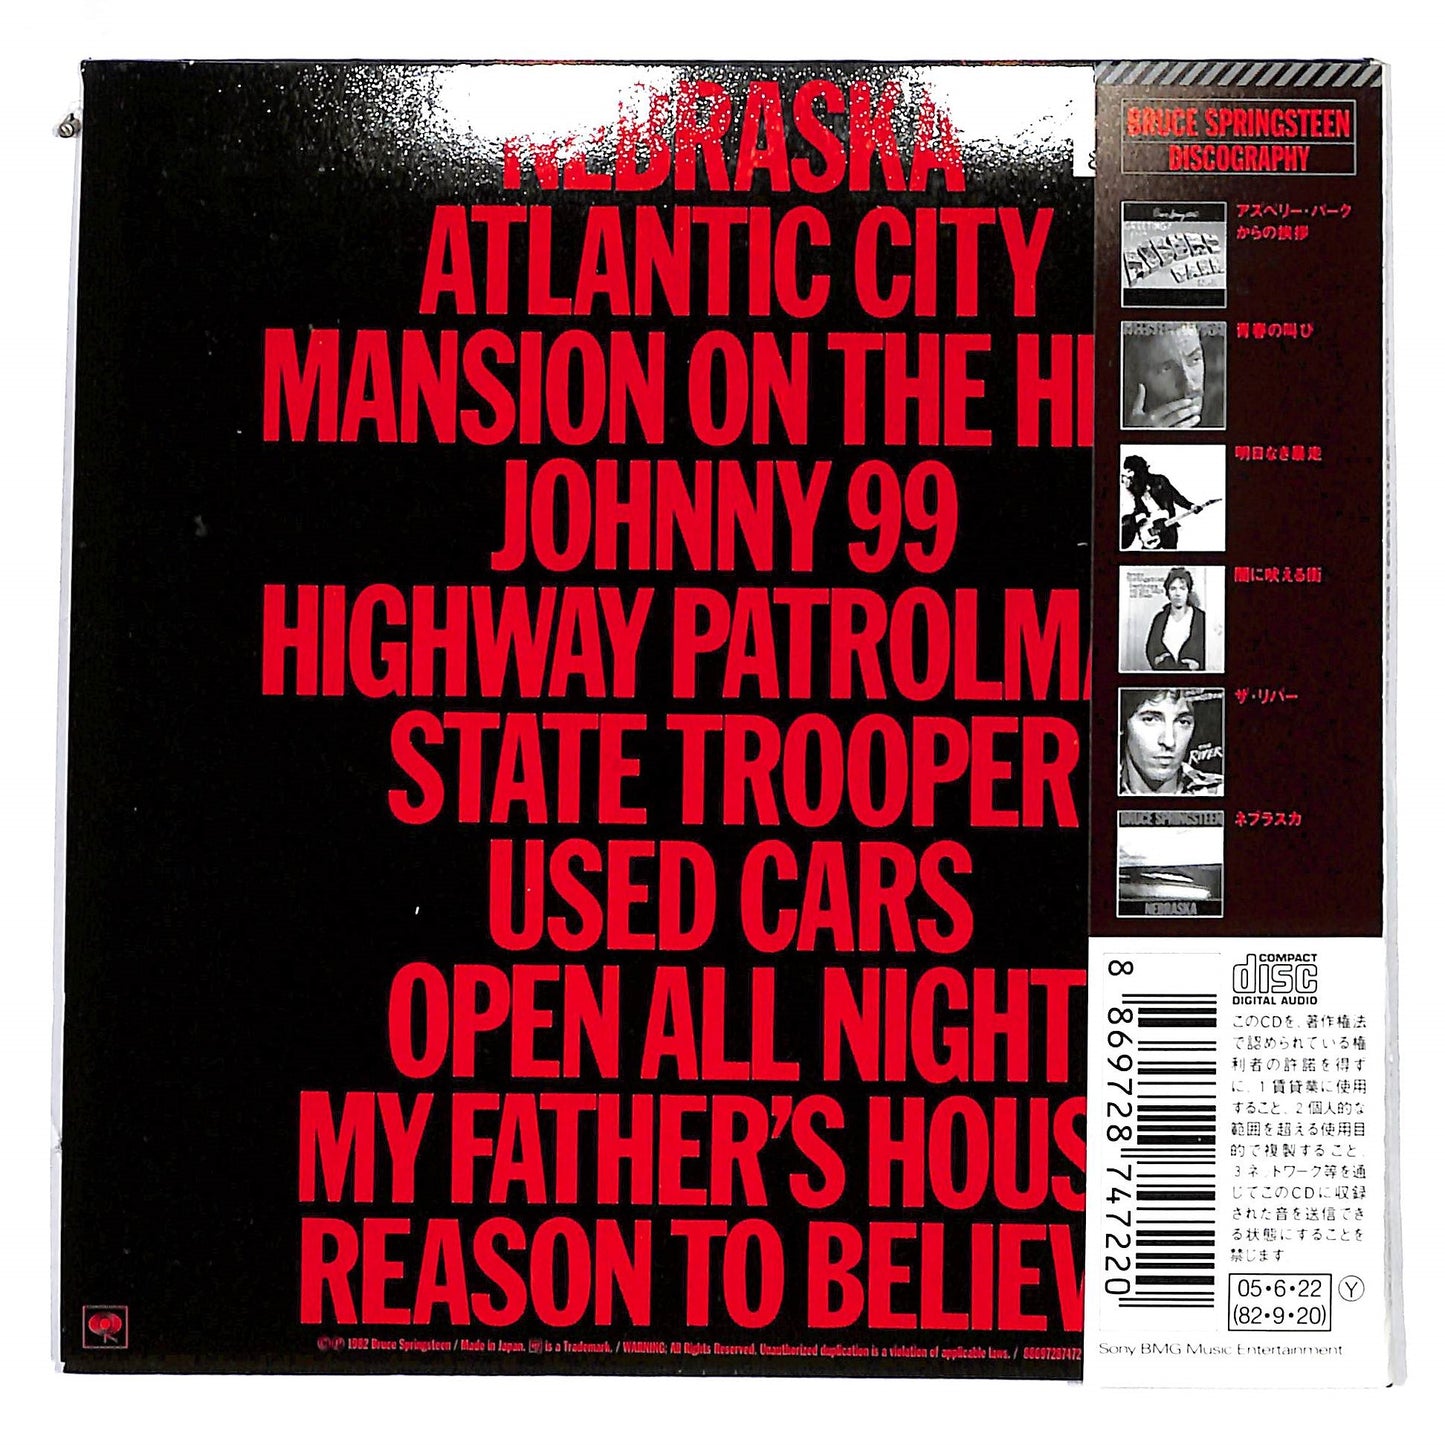 NEBRASKA
ATLANTIC CITY
MANSION ON THE HI
JOHNNY 99
HIGHWAY PATROLMA
STATE TROOPER
USED CARS
OPEN ALL NIGHT
MY FATHER'S HOUS
REASON TO BELIEV
©℗ 1982 Bruce Springsteen / Made in Japan. is a Trademark. / WARNING: All Rights Reserved. Unauthorized duplication is a violation of applicable laws. / 88697287472
BRUCE SPRINGSTEEN
DISCOGRAPHY
アズベリー・パーク
からの挨拶
青春の叫び
明日なき暴走
闇に吠える街
ザ・リバー
THE
RIVER
ネブラスカ
BRUCE SPRINGSTEEN
NEBRASKA
8 869728 747220
COMPACT
disc
DIGITAL AUDIO
このCDを、著作権法
で認められている権
利者の許諾を得ず
に、1賃貸業に使用
すること、2個人的な
範囲を超える使用目
的で複製すること、
3ネットワーク等を通
じてこのCDに収録
された音を送信でき
る状態にすることを
禁じます
05・6・22
(82・9・20)
Y
Sony BMG Music Entertainment